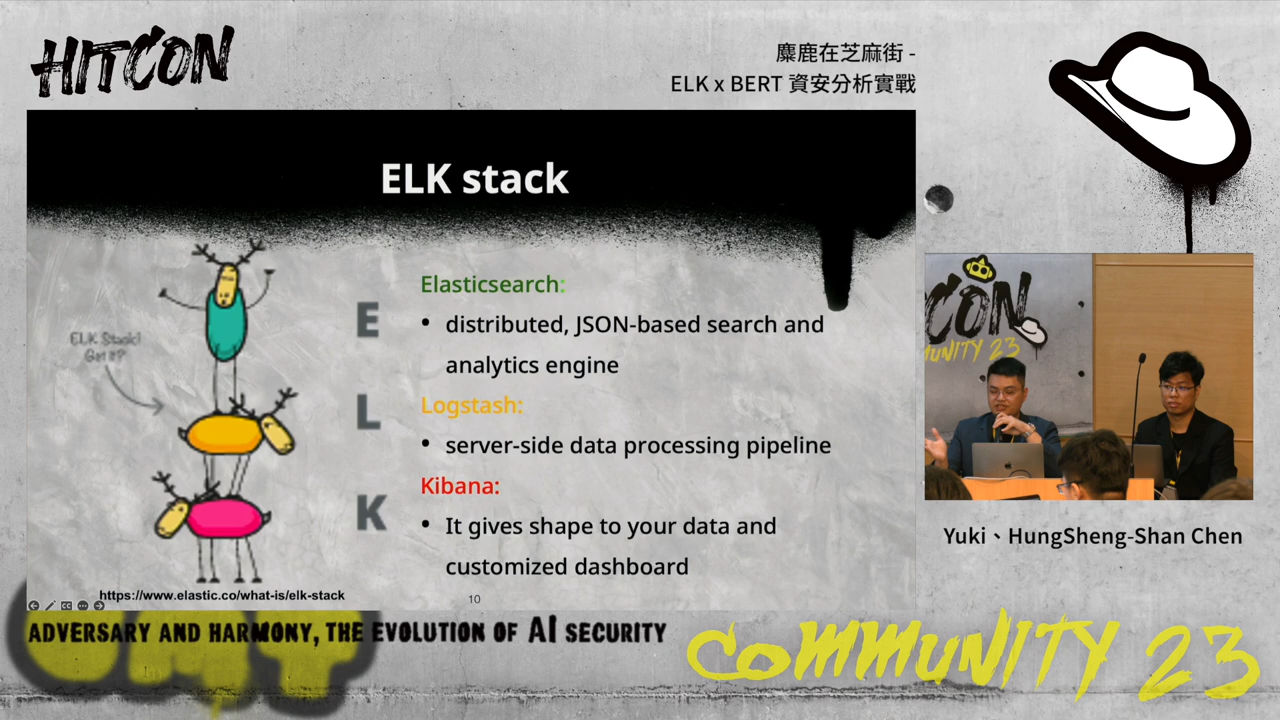 HITCON
麋鹿在芝麻街 -
ELK x BERT 資安分析實戰
ELK stack
ELK Stack!
Get it?
E
L
K
Elasticsearch:
• distributed, JSON-based search and
analytics engine
Logstash:
• server-side data processing pipeline
Kibana:
• It gives shape to your data and
customized dashboard
https://www.elastic.co/what-is/elk-stack
10
CON
MUNITY 23
Yuki、HungSheng-Shan Chen
ADVERSARY AND HARMONY, THE EVOLUTION OF AI SECURITY
COMMUNITY 23